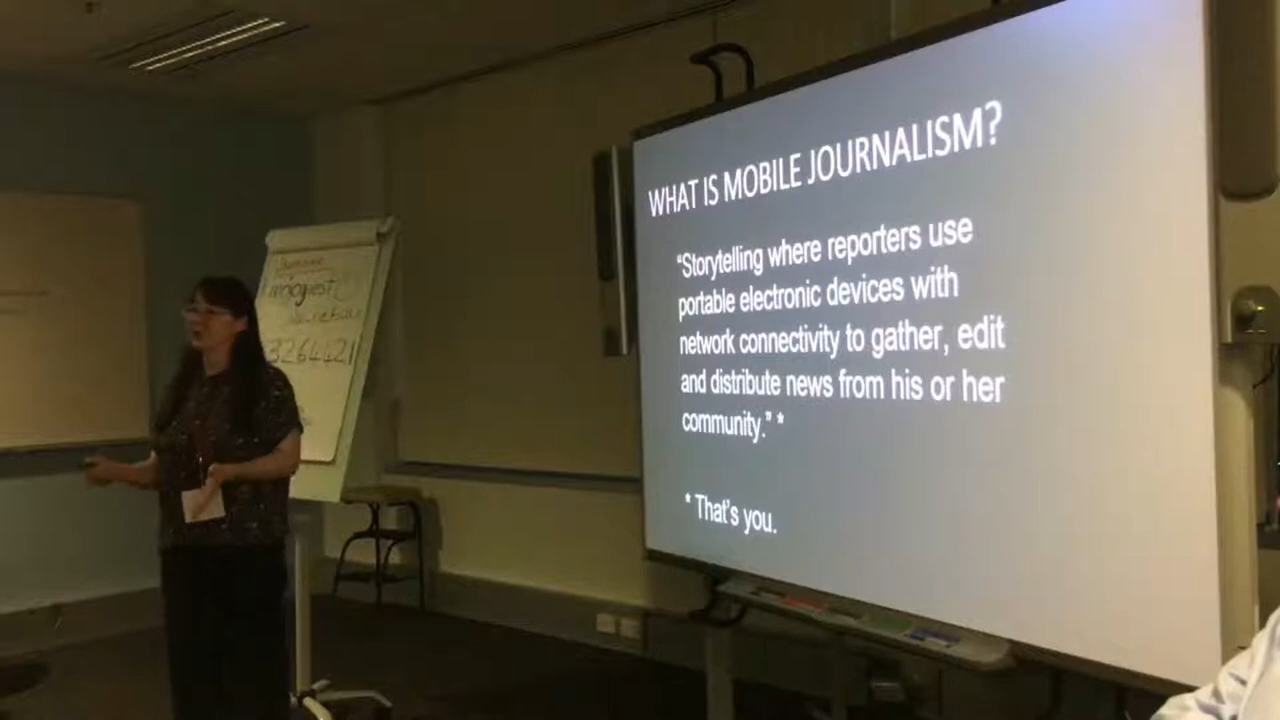 WHAT IS MOBILE JOURNALISM?
“Storytelling where reporters use
portable electronic devices with
network connectivity to gather, edit
and distribute news from his or her
community.” *
* That's you.
3264421